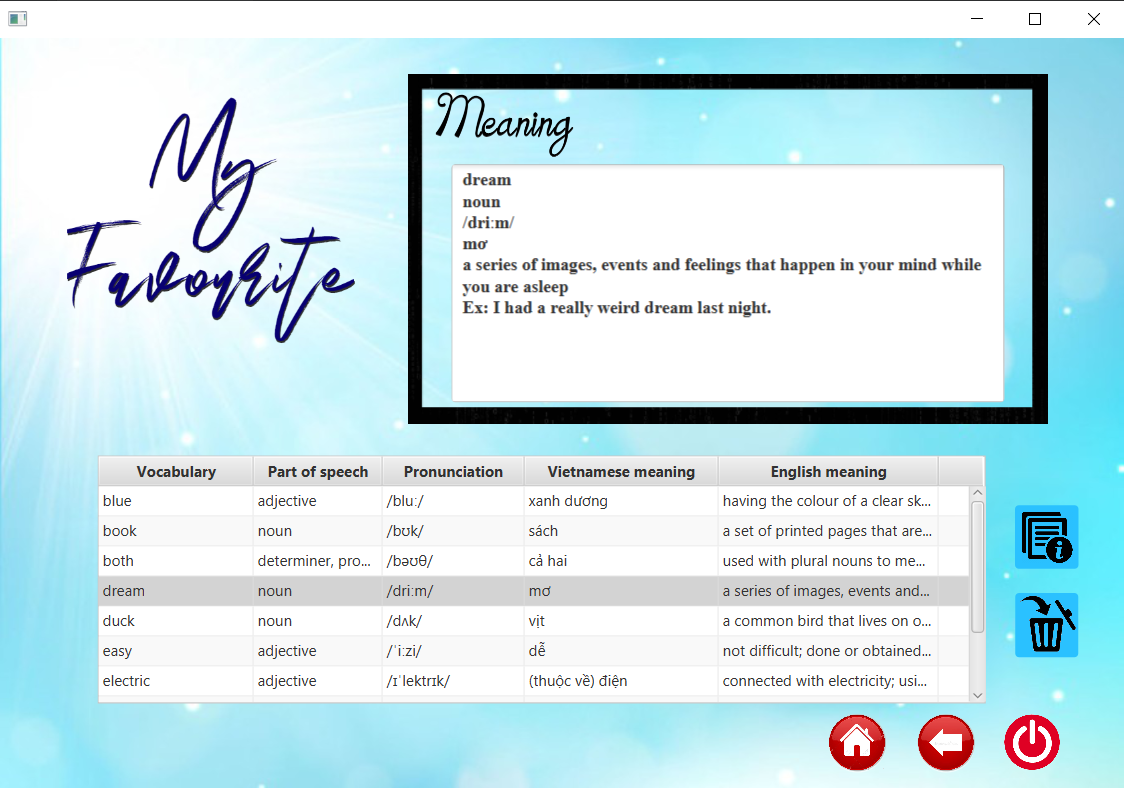 My
Favourite
Meaning
dream
noun
/driːm/
mơ
a series of images, events and feelings that happen in your mind while
you are asleep
Ex: I had a really weird dream last night.
Vocabulary Part of speech Pronunciation Vietnamese meaning English meaning
blue adjective /bluː/ xanh dương having the colour of a clear sk...
book noun /bʊk/ sách a set of printed pages that are...
both determiner, pro... /bəʊθ/ cả hai used with plural nouns to me...
dream noun /driːm/ mơ a series of images, events and...
duck noun /dʌk/ vịt a common bird that lives on o...
easy adjective /ˈiːzi/ dễ not difficult; done or obtained...
electric adjective /ɪˈlektrɪk/ (thuộc về) điện connected with electricity; usi...